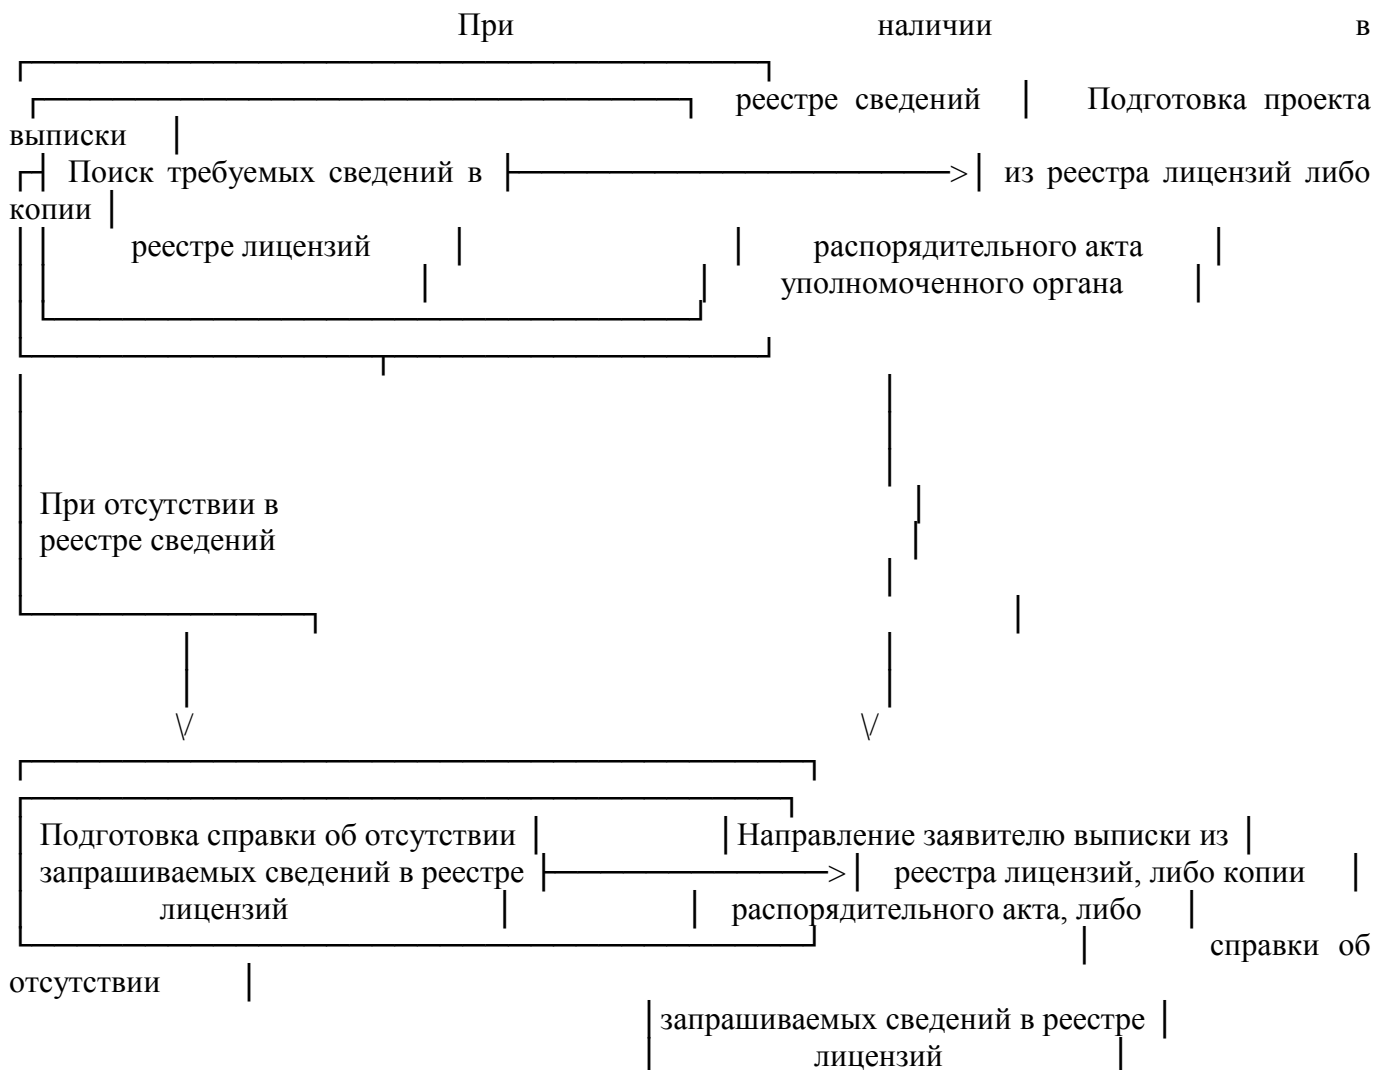 При наличии в
реестре сведений │ Подготовка проекта
выписки │
┌┤ Поиск требуемых сведений в ├────────────────>│ из реестра лицензий либо
копии │
││ реестре лицензий │ │ распорядительного акта │
││ │ │ уполномоченного органа │
│ При отсутствии в │
│ реестре сведений │
\/ \/
│ Подготовка справки об отсутствии │ │Направление заявителю выписки из │
│ запрашиваемых сведений в реестре ├──────────>│ реестра лицензий, либо копии │
│ лицензий │ │ распорядительного акта, либо │
│ справки об
отсутствии │
│запрашиваемых сведений в реестре │
│ лицензий │